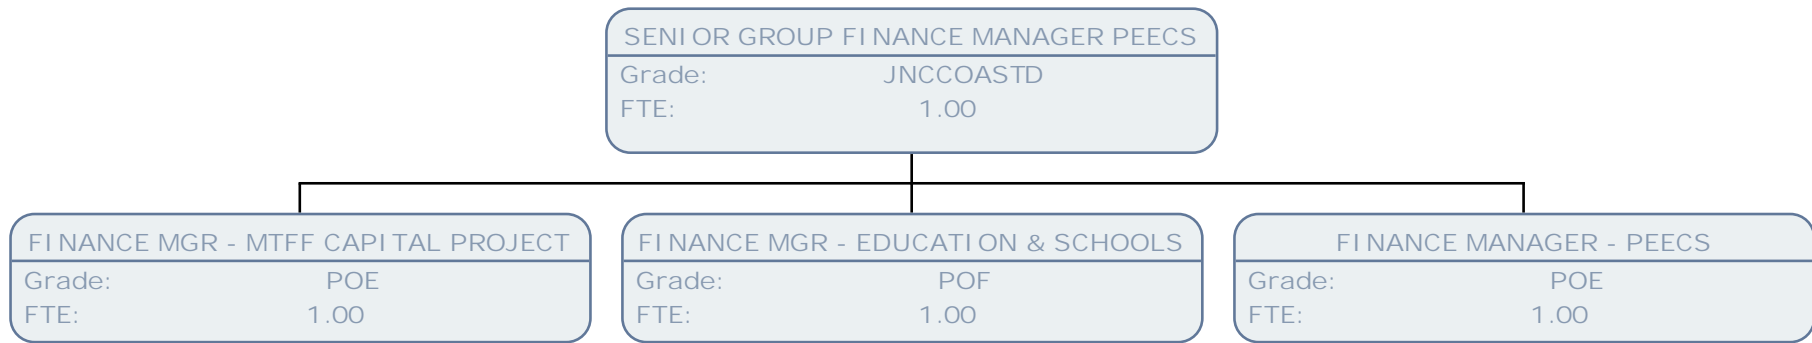 SENIOR GROUP FINANCE MANAGER PEECS
Grade: JNCCOASTD
FTE: 1.00
FINANCE MGR - MTFF CAPITAL PROJECT
Grade: POE
FTE: 1.00
FINANCE MGR - EDUCATION & SCHOOLS
Grade: POF
FTE: 1.00
FINANCE MANAGER - PEECS
Grade: POE
FTE: 1.00